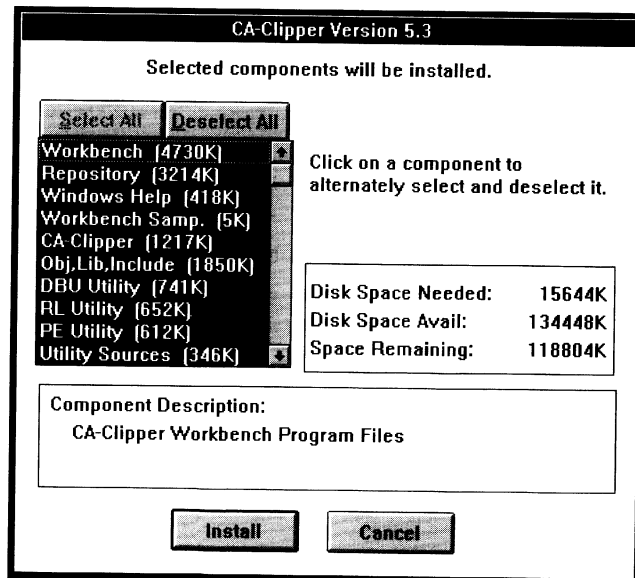 CA-Clipper Version 5.3
Selected components will be installed.
Select All
Deselect All
Workbench (4730K)
Repository (3214K)
Windows Help (418K)
Workbench Samp. (5K)
CA-Clipper (1217K)
Obj,Lib,Include (1850K)
DBU Utility (741K)
RL Utility (652K)
PE Utility (612K)
Utility Sources (346K)
Click on a component to
alternately select and deselect it.
Disk Space Needed: 15644K
Disk Space Avail: 134448K
Space Remaining: 118804K
Component Description:
CA-Clipper Workbench Program Files
Install
Cancel